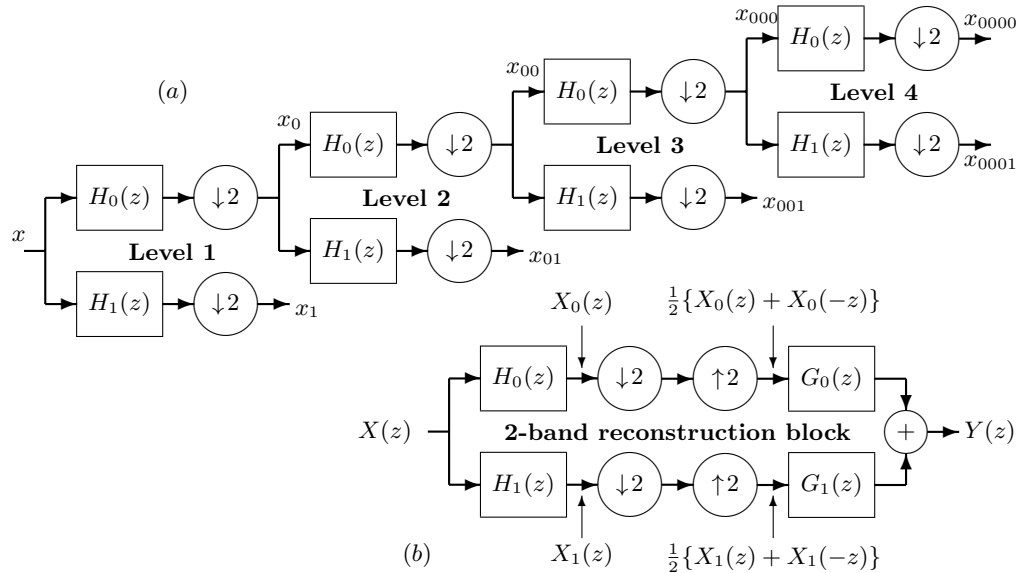 (a)
x
H₀(z)
↓2
H₁(z)
↓2
Level 1
x₁
x₀
H₀(z)
↓2
H₁(z)
↓2
Level 2
x₀₁
x₀₀
H₀(z)
↓2
H₁(z)
↓2
Level 3
x₀₀₁
x₀₀₀
H₀(z)
↓2
x₀₀₀₀
H₁(z)
↓2
Level 4
x₀₀₀₁
(b)
X(z)
H₀(z)
X₀(z)
↓2
↑2
½{X₀(z) + X₀(−z)}
G₀(z)
2-band reconstruction block
+
Y(z)
H₁(z)
X₁(z)
↓2
↑2
½{X₁(z) + X₁(−z)}
G₁(z)